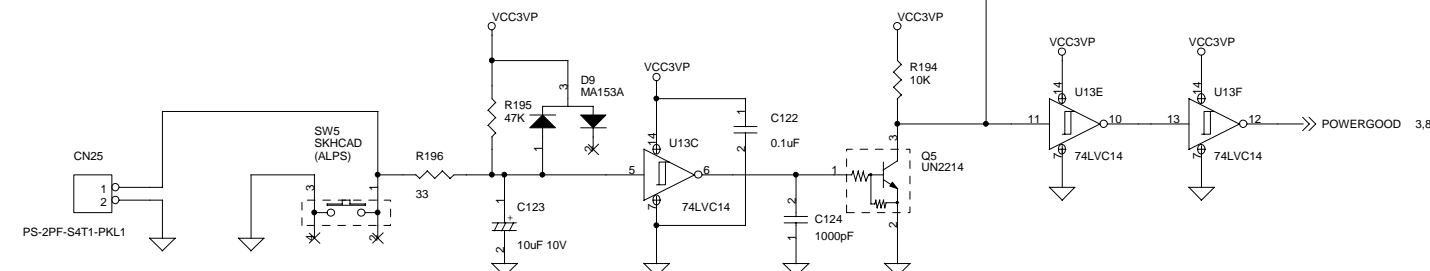 VCC3VP
VCC3VP
VCC3VP
VCC3VP
VCC3VP
R195
47K
3
D9
MA153A
1
2
14
U13C
5
6
7
74LVC14
1
C122
2
0.1uF
R194
10K
3
Q5
UN2214
1
2
14
U13E
11
10
7
74LVC14
14
U13F
13
12
7
74LVC14
POWERGOOD 3,8
CN25
1
2
PS-2PF-S4T1-PKL1
SW5
SKHCAD
(ALPS)
3
1
4
2
R196
33
1
C123
+
2
10uF 10V
2
C124
1
1000pF